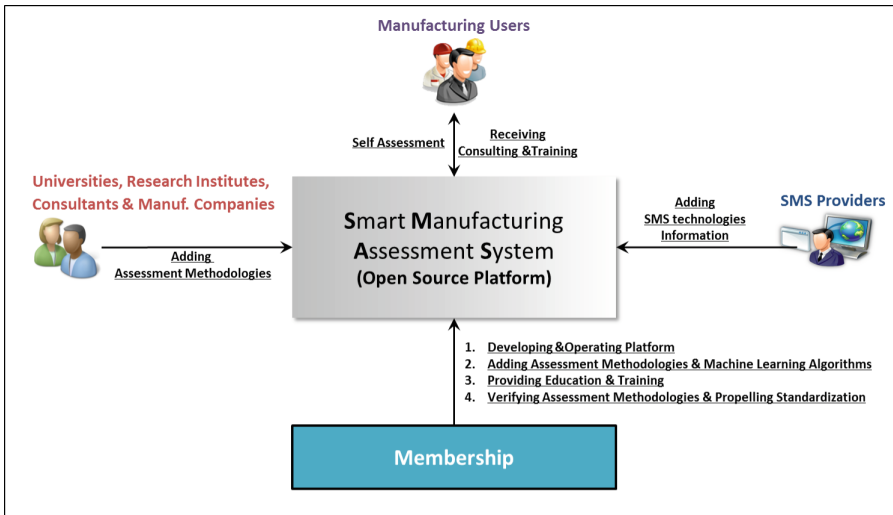 Manufacturing Users
Self Assessment
Receiving
Consulting &Training
Universities, Research Institutes,
Consultants & Manuf. Companies
Adding
Assessment Methodologies
Smart Manufacturing
Assessment System
(Open Source Platform)
Adding
SMS technologies
Information
SMS Providers
1. Developing &Operating Platform
2. Adding Assessment Methodologies & Machine Learning Algorithms
3. Providing Education & Training
4. Verifying Assessment Methodologies & Propelling Standardization
Membership